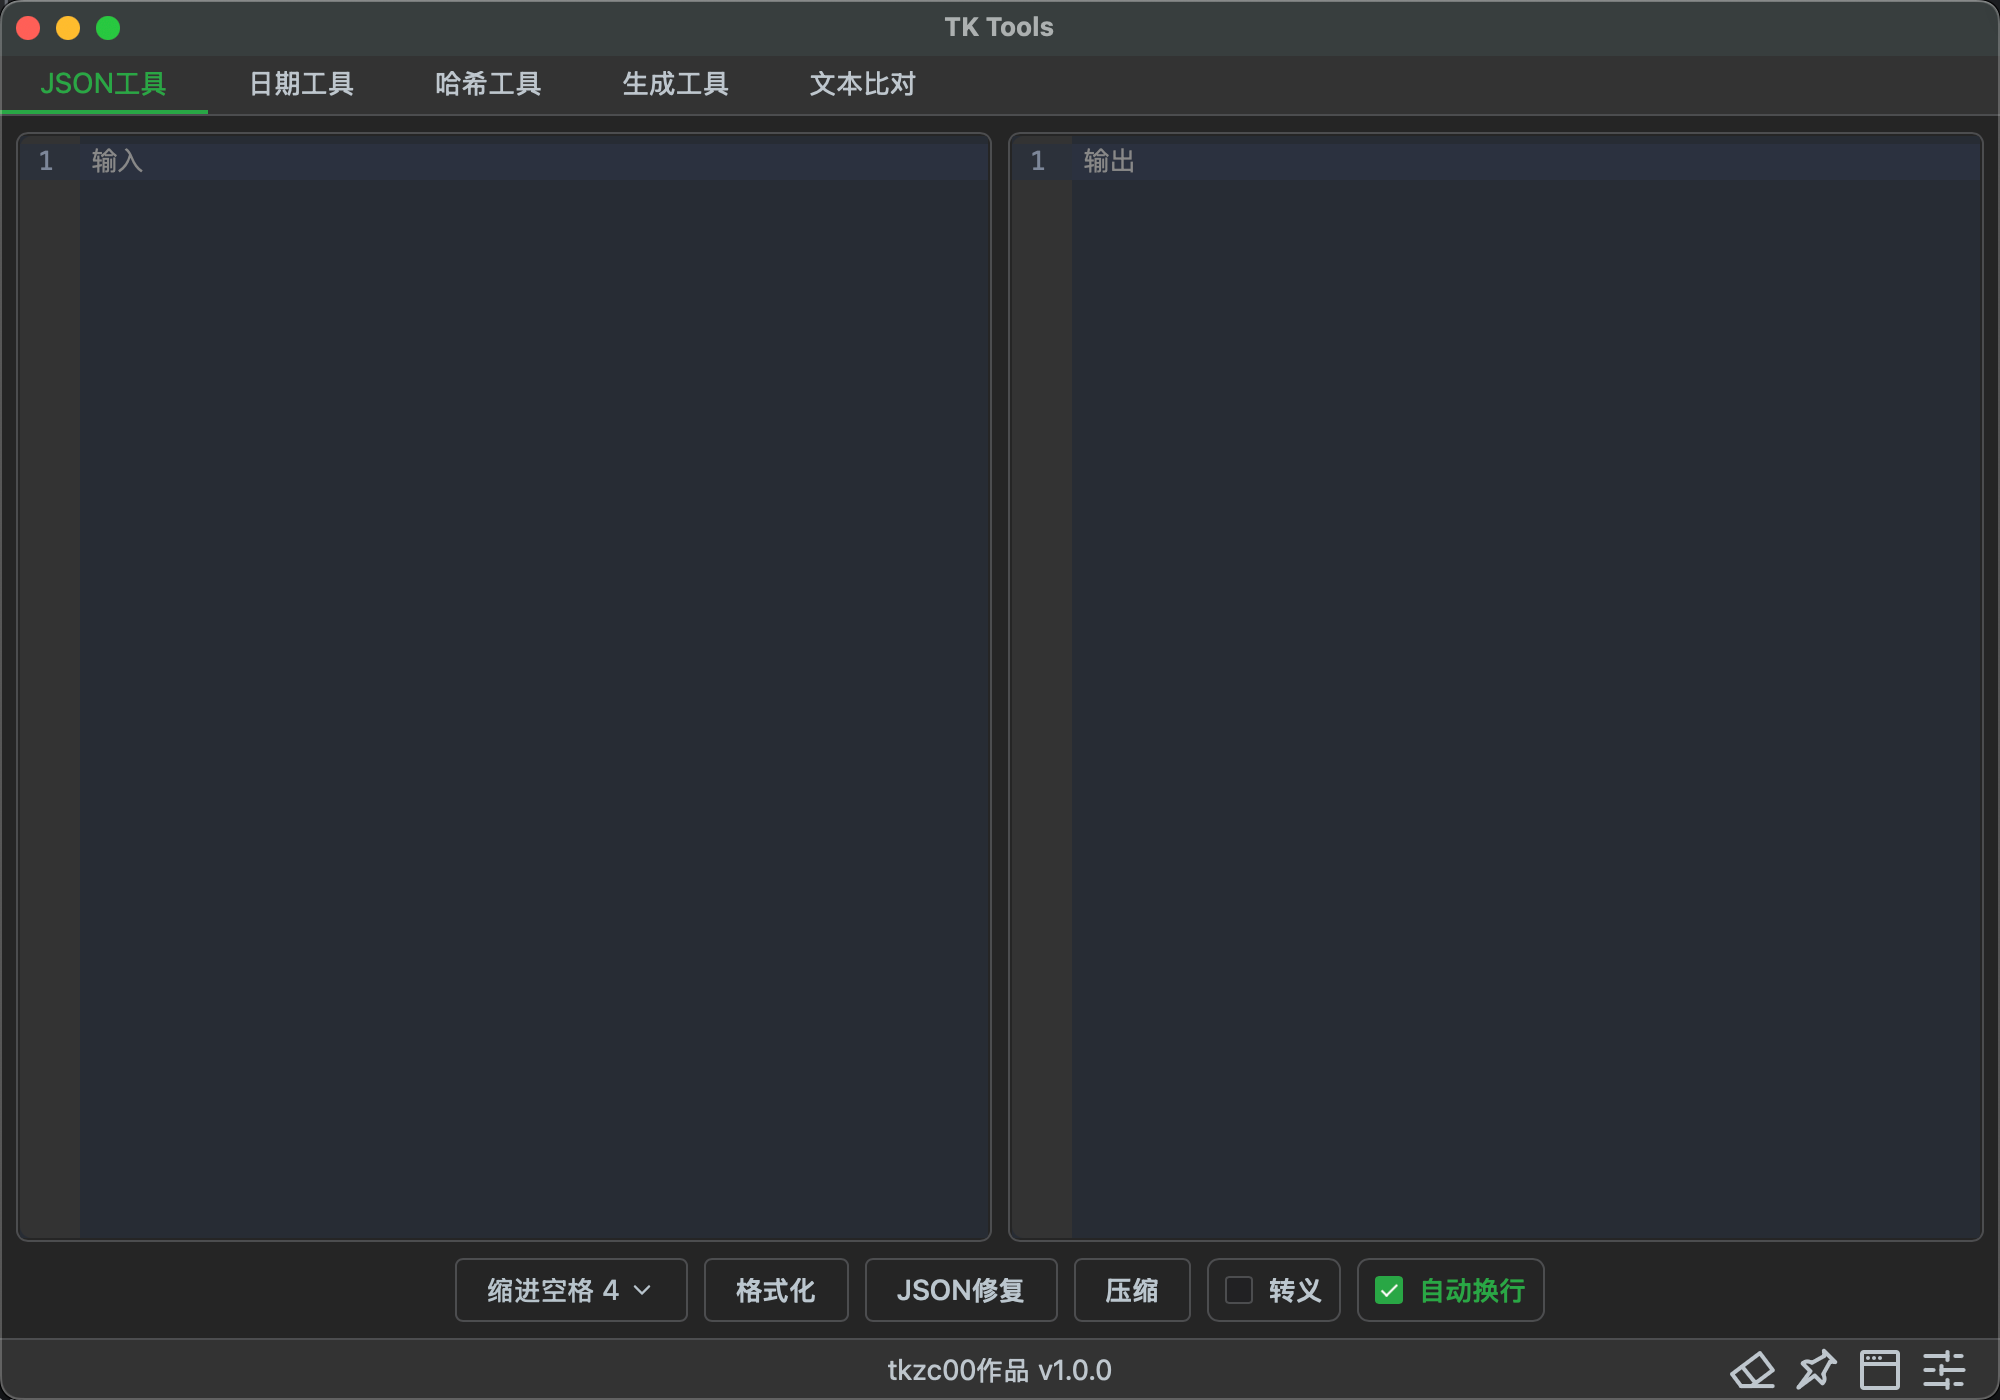 TK Tools
JSON工具 日期工具 哈希工具 生成工具 文本比对
1 输入
1 输出
缩进空格 4 格式化 JSON修复 压缩 转义 自动换行
tkzc00作品 v1.0.0